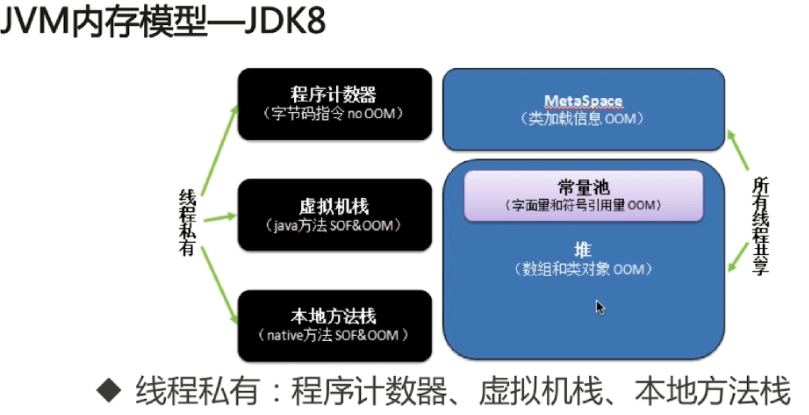 JVM内存模型—JDK8
程序计数器
（字节码指令 no OOM）
MetaSpace
（类加载信息 OOM）
线程私有
虚拟机栈
（java方法 SOF&OOM）
常量池
（字面量和符号引用量 OOM）
堆
（数组和类对象 OOM）
所有线程共享
本地方法栈
（native方法 SOF&OOM ）
◆ 线程私有：程序计数器、虚拟机栈、本地方法栈